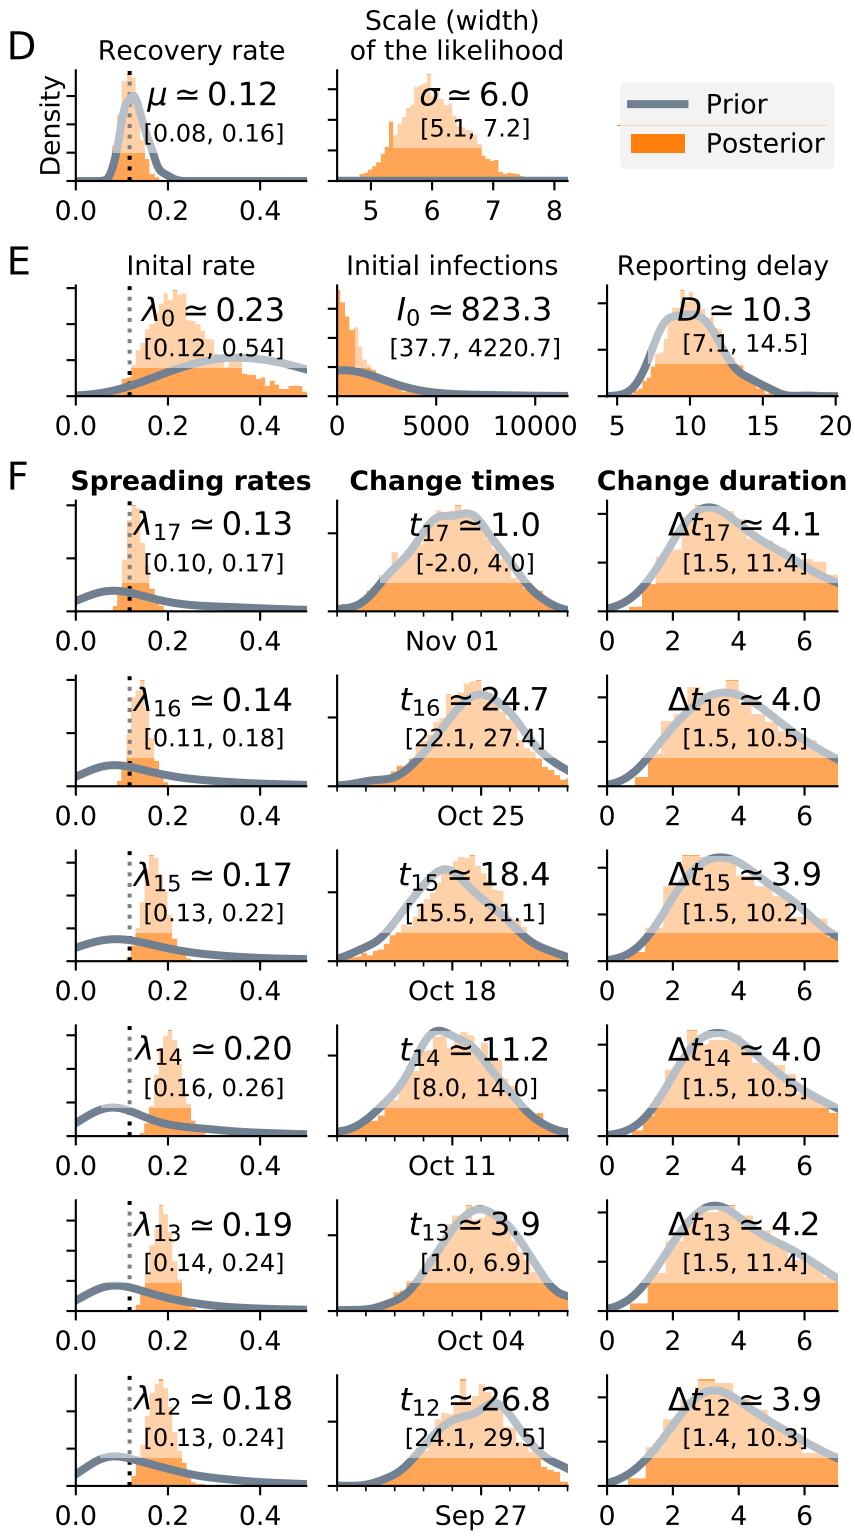 D
Recovery rate
Scale (width)
of the likelihood
Density
μ ≃ 0.12
[0.08, 0.16]
σ ≃ 6.0
[5.1, 7.2]
Prior
Posterior
0.0 0.2 0.4
5 6 7 8
E
Inital rate
Initial infections
Reporting delay
λ0 ≃ 0.23
[0.12, 0.54]
I0 ≃ 823.3
[37.7, 4220.7]
D ≃ 10.3
[7.1, 14.5]
0.0 0.2 0.4
0 5000 10000
5 10 15 20
F
Spreading rates
Change times
Change duration
λ17 ≃ 0.13
[0.10, 0.17]
t17 ≃ 1.0
[-2.0, 4.0]
Δt17 ≃ 4.1
[1.5, 11.4]
0.0 0.2 0.4
Nov 01
0 2 4 6
λ16 ≃ 0.14
[0.11, 0.18]
t16 ≃ 24.7
[22.1, 27.4]
Δt16 ≃ 4.0
[1.5, 10.5]
0.0 0.2 0.4
Oct 25
0 2 4 6
λ15 ≃ 0.17
[0.13, 0.22]
t15 ≃ 18.4
[15.5, 21.1]
Δt15 ≃ 3.9
[1.5, 10.2]
0.0 0.2 0.4
Oct 18
0 2 4 6
λ14 ≃ 0.20
[0.16, 0.26]
t14 ≃ 11.2
[8.0, 14.0]
Δt14 ≃ 4.0
[1.5, 10.5]
0.0 0.2 0.4
Oct 11
0 2 4 6
λ13 ≃ 0.19
[0.14, 0.24]
t13 ≃ 3.9
[1.0, 6.9]
Δt13 ≃ 4.2
[1.5, 11.4]
0.0 0.2 0.4
Oct 04
0 2 4 6
λ12 ≃ 0.18
[0.13, 0.24]
t12 ≃ 26.8
[24.1, 29.5]
Δt12 ≃ 3.9
[1.4, 10.3]
0.0 0.2 0.4
Sep 27
0 2 4 6